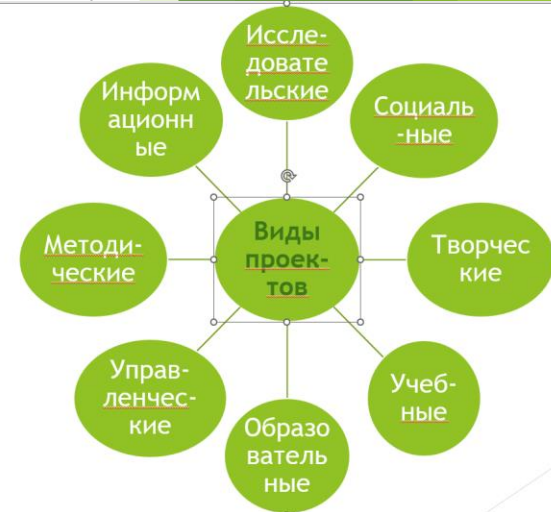 Иссле-
довате
льские
Социаль
-ные
Творчес
кие
Учеб-
ные
Образо
ватель
ные
Управ-
ленчес-
кие
Методи-
ческие
Информ
ационн
ые
Виды
проек-
тов